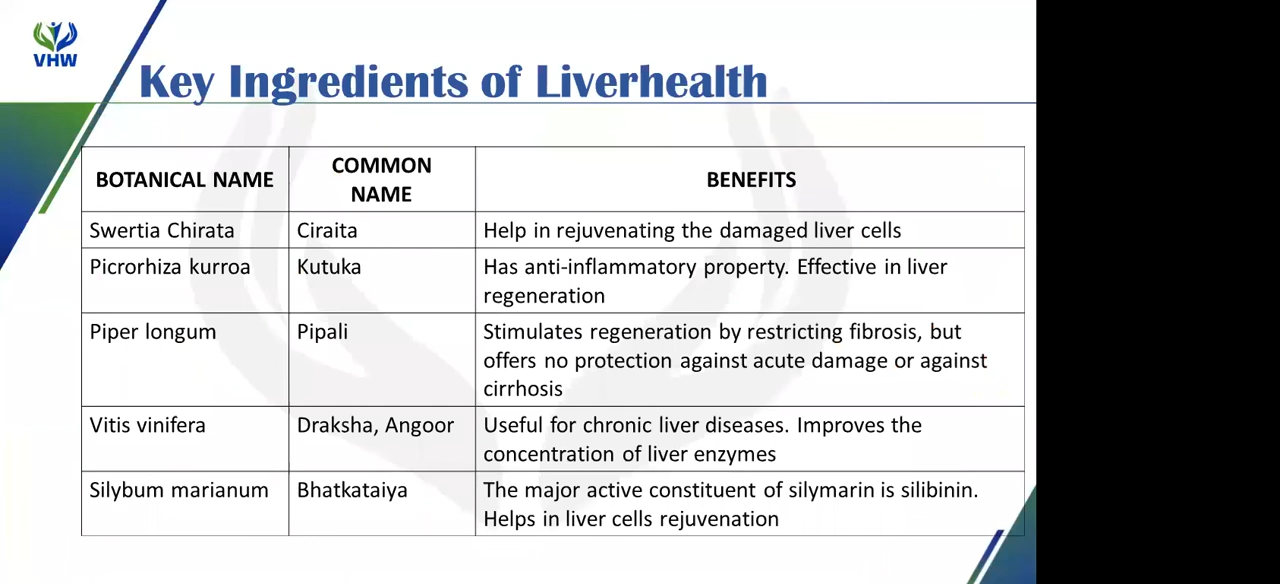 VHW
Key Ingredients of Liverhealth
BOTANICAL NAME
COMMON
NAME
BENEFITS
Swertia Chirata
Ciraita
Help in rejuvenating the damaged liver cells
Picrorhiza kurroa
Kutuka
Has anti-inflammatory property. Effective in liver
regeneration
Piper longum
Pipali
Stimulates regeneration by restricting fibrosis, but
offers no protection against acute damage or against
cirrhosis
Vitis vinifera
Draksha, Angoor
Useful for chronic liver diseases. Improves the
concentration of liver enzymes
Silybum marianum
Bhatkataiya
The major active constituent of silymarin is silibinin.
Helps in liver cells rejuvenation